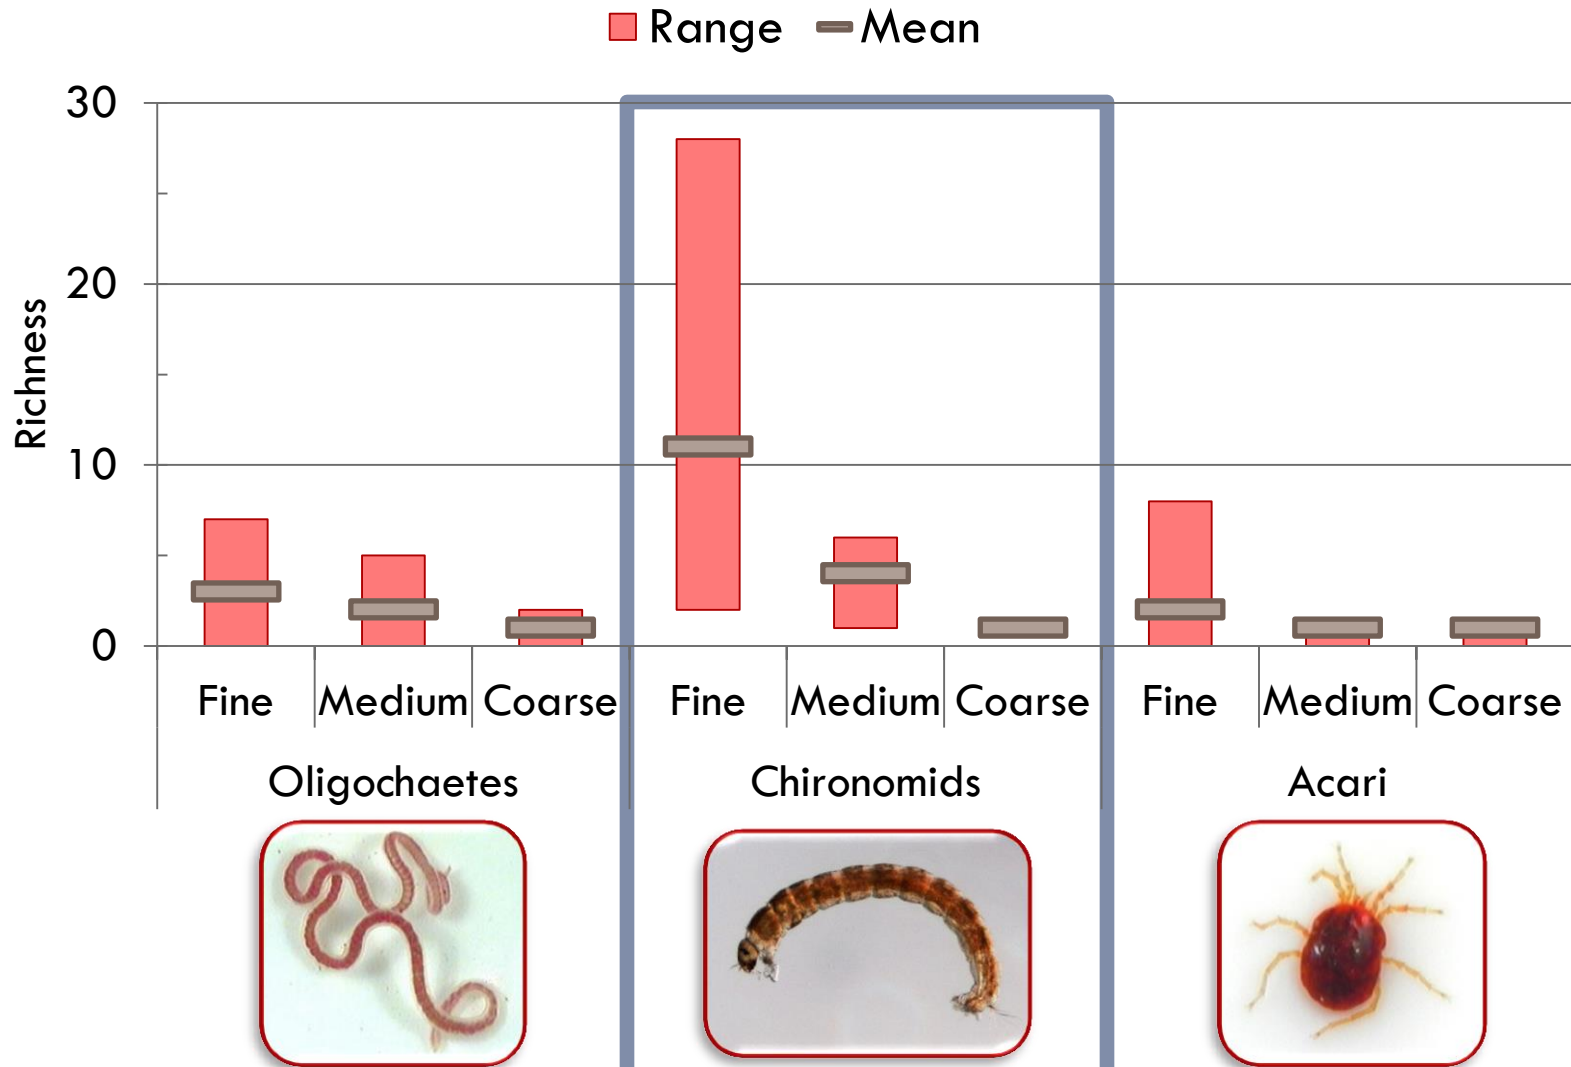 Range Mean
30
20
10
0
Richness
Fine Medium Coarse Fine Medium Coarse Fine Medium Coarse
Oligochaetes Chironomids Acari